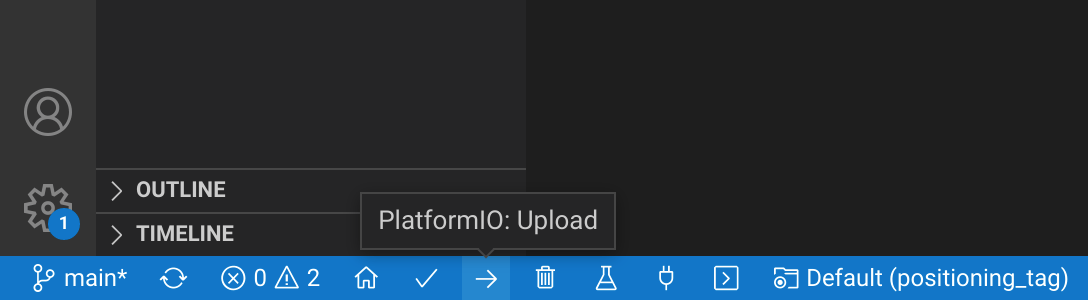 OUTLINE
PlatformIO: Upload
1
TIMELINE
main* 0 2 Default (positioning_tag)